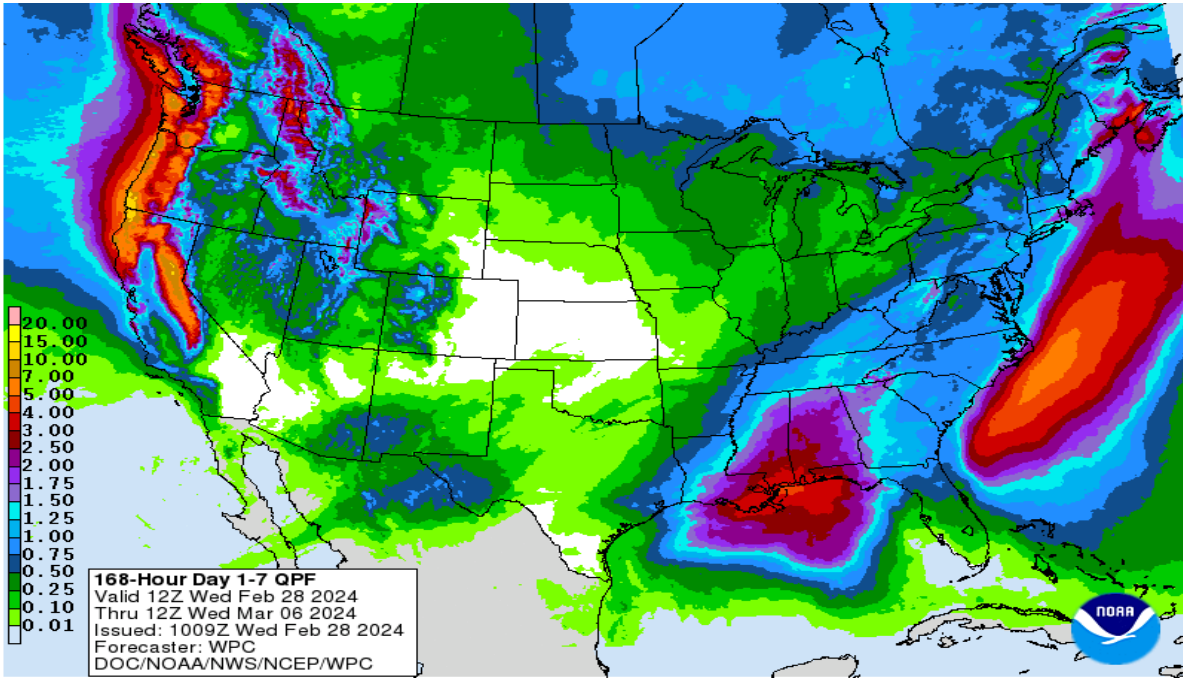 20.00
15.00
10.00
7.00
5.00
4.00
3.00
2.50
2.00
1.75
1.50
1.25
1.00
0.75
0.50
0.25
0.10
0.01
168-Hour Day 1-7 QPF
Valid 12Z Wed Feb 28 2024
Thru 12Z Wed Mar 06 2024
Issued: 1009Z Wed Feb 28 2024
Forecaster: WPC
DOC/NOAA/NWS/NCEP/WPC
NOAA